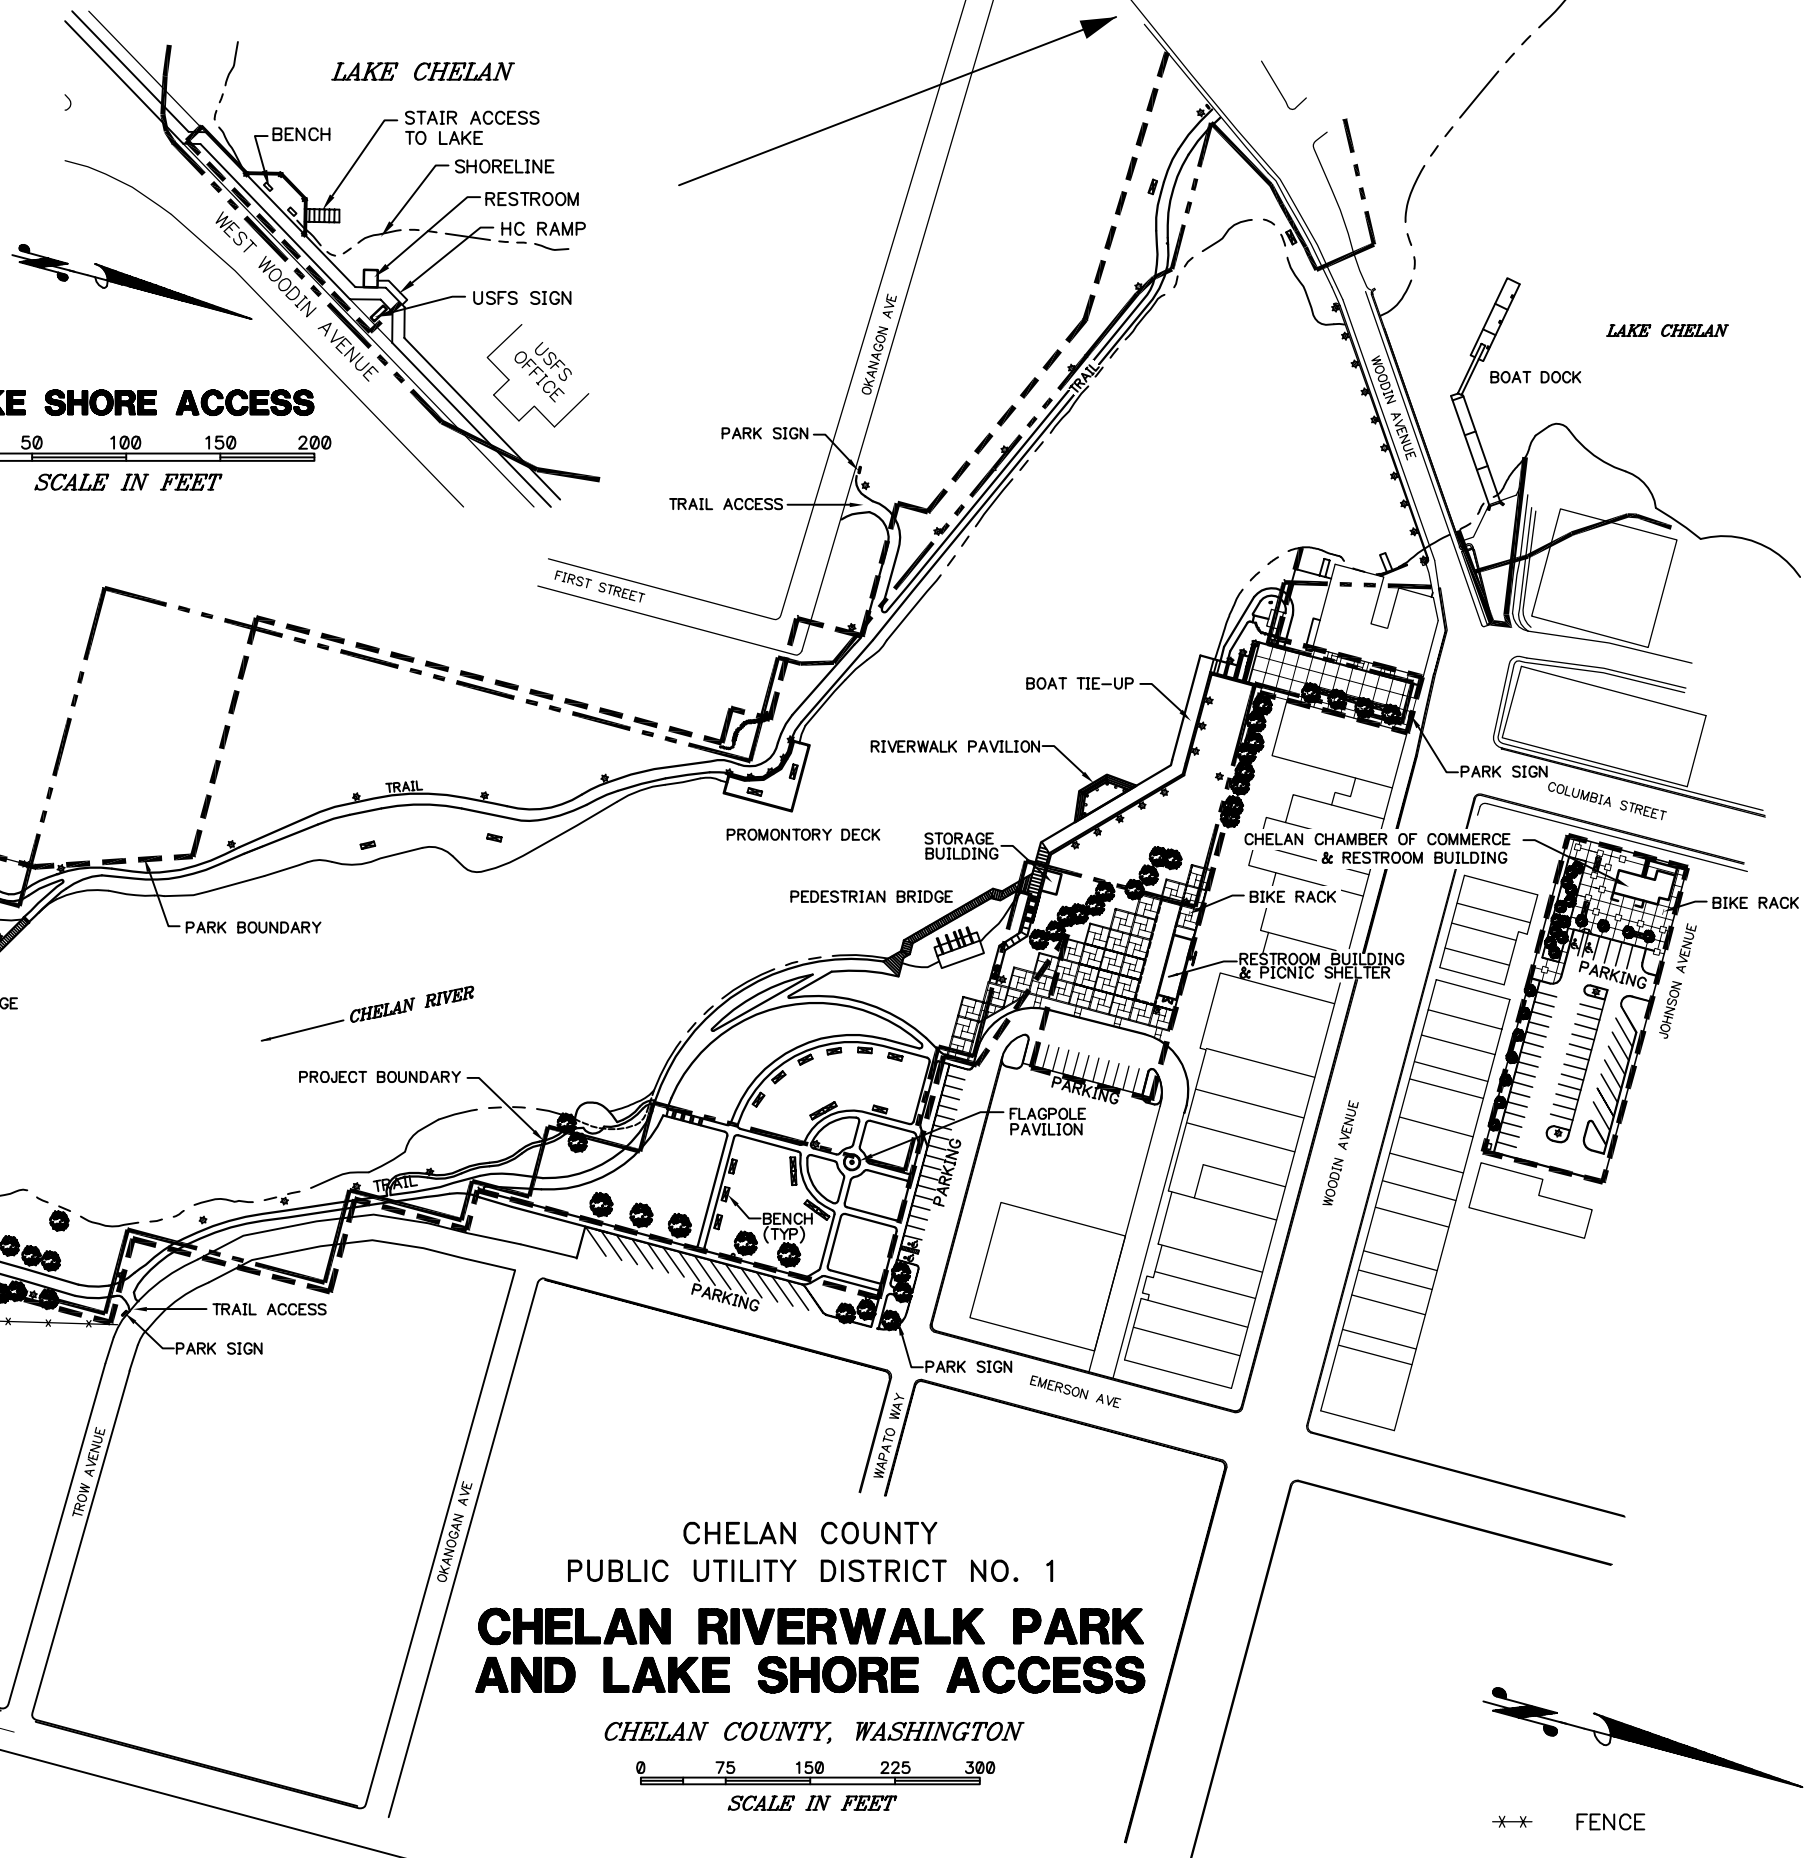 LAKE CHELAN
BENCH
STAIR ACCESS
TO LAKE
SHORELINE
RESTROOM
HC RAMP
USFS SIGN
WEST WOODIN AVENUE
USFS
OFFICE
KE SHORE ACCESS
50 100 150 200
SCALE IN FEET
OKANAGON AVE
PARK SIGN
TRAIL ACCESS
FIRST STREET
TRAIL
WOODIN AVENUE
LAKE CHELAN
BOAT DOCK
BOAT TIE-UP
RIVERWALK PAVILION
PARK SIGN
COLUMBIA STREET
TRAIL
PROMONTORY DECK
STORAGE
BUILDING
CHELAN CHAMBER OF COMMERCE
& RESTROOM BUILDING
PEDESTRIAN BRIDGE
BIKE RACK
BIKE RACK
PARK BOUNDARY
RESTROOM BUILDING
& PICNIC SHELTER
PARKING
JOHNSON AVENUE
GE
CHELAN RIVER
PROJECT BOUNDARY
PARKING
FLAGPOLE
PAVILION
PARKING
WOODIN AVENUE
TRAIL
BENCH
(TYP)
PARKING
TRAIL ACCESS
PARK SIGN
PARK SIGN
EMERSON AVE
WAPATO WAY
TROW AVENUE
OKANOGAN AVE
CHELAN COUNTY
PUBLIC UTILITY DISTRICT NO. 1
CHELAN RIVERWALK PARK
AND LAKE SHORE ACCESS
CHELAN COUNTY, WASHINGTON
0 75 150 225 300
SCALE IN FEET
FENCE